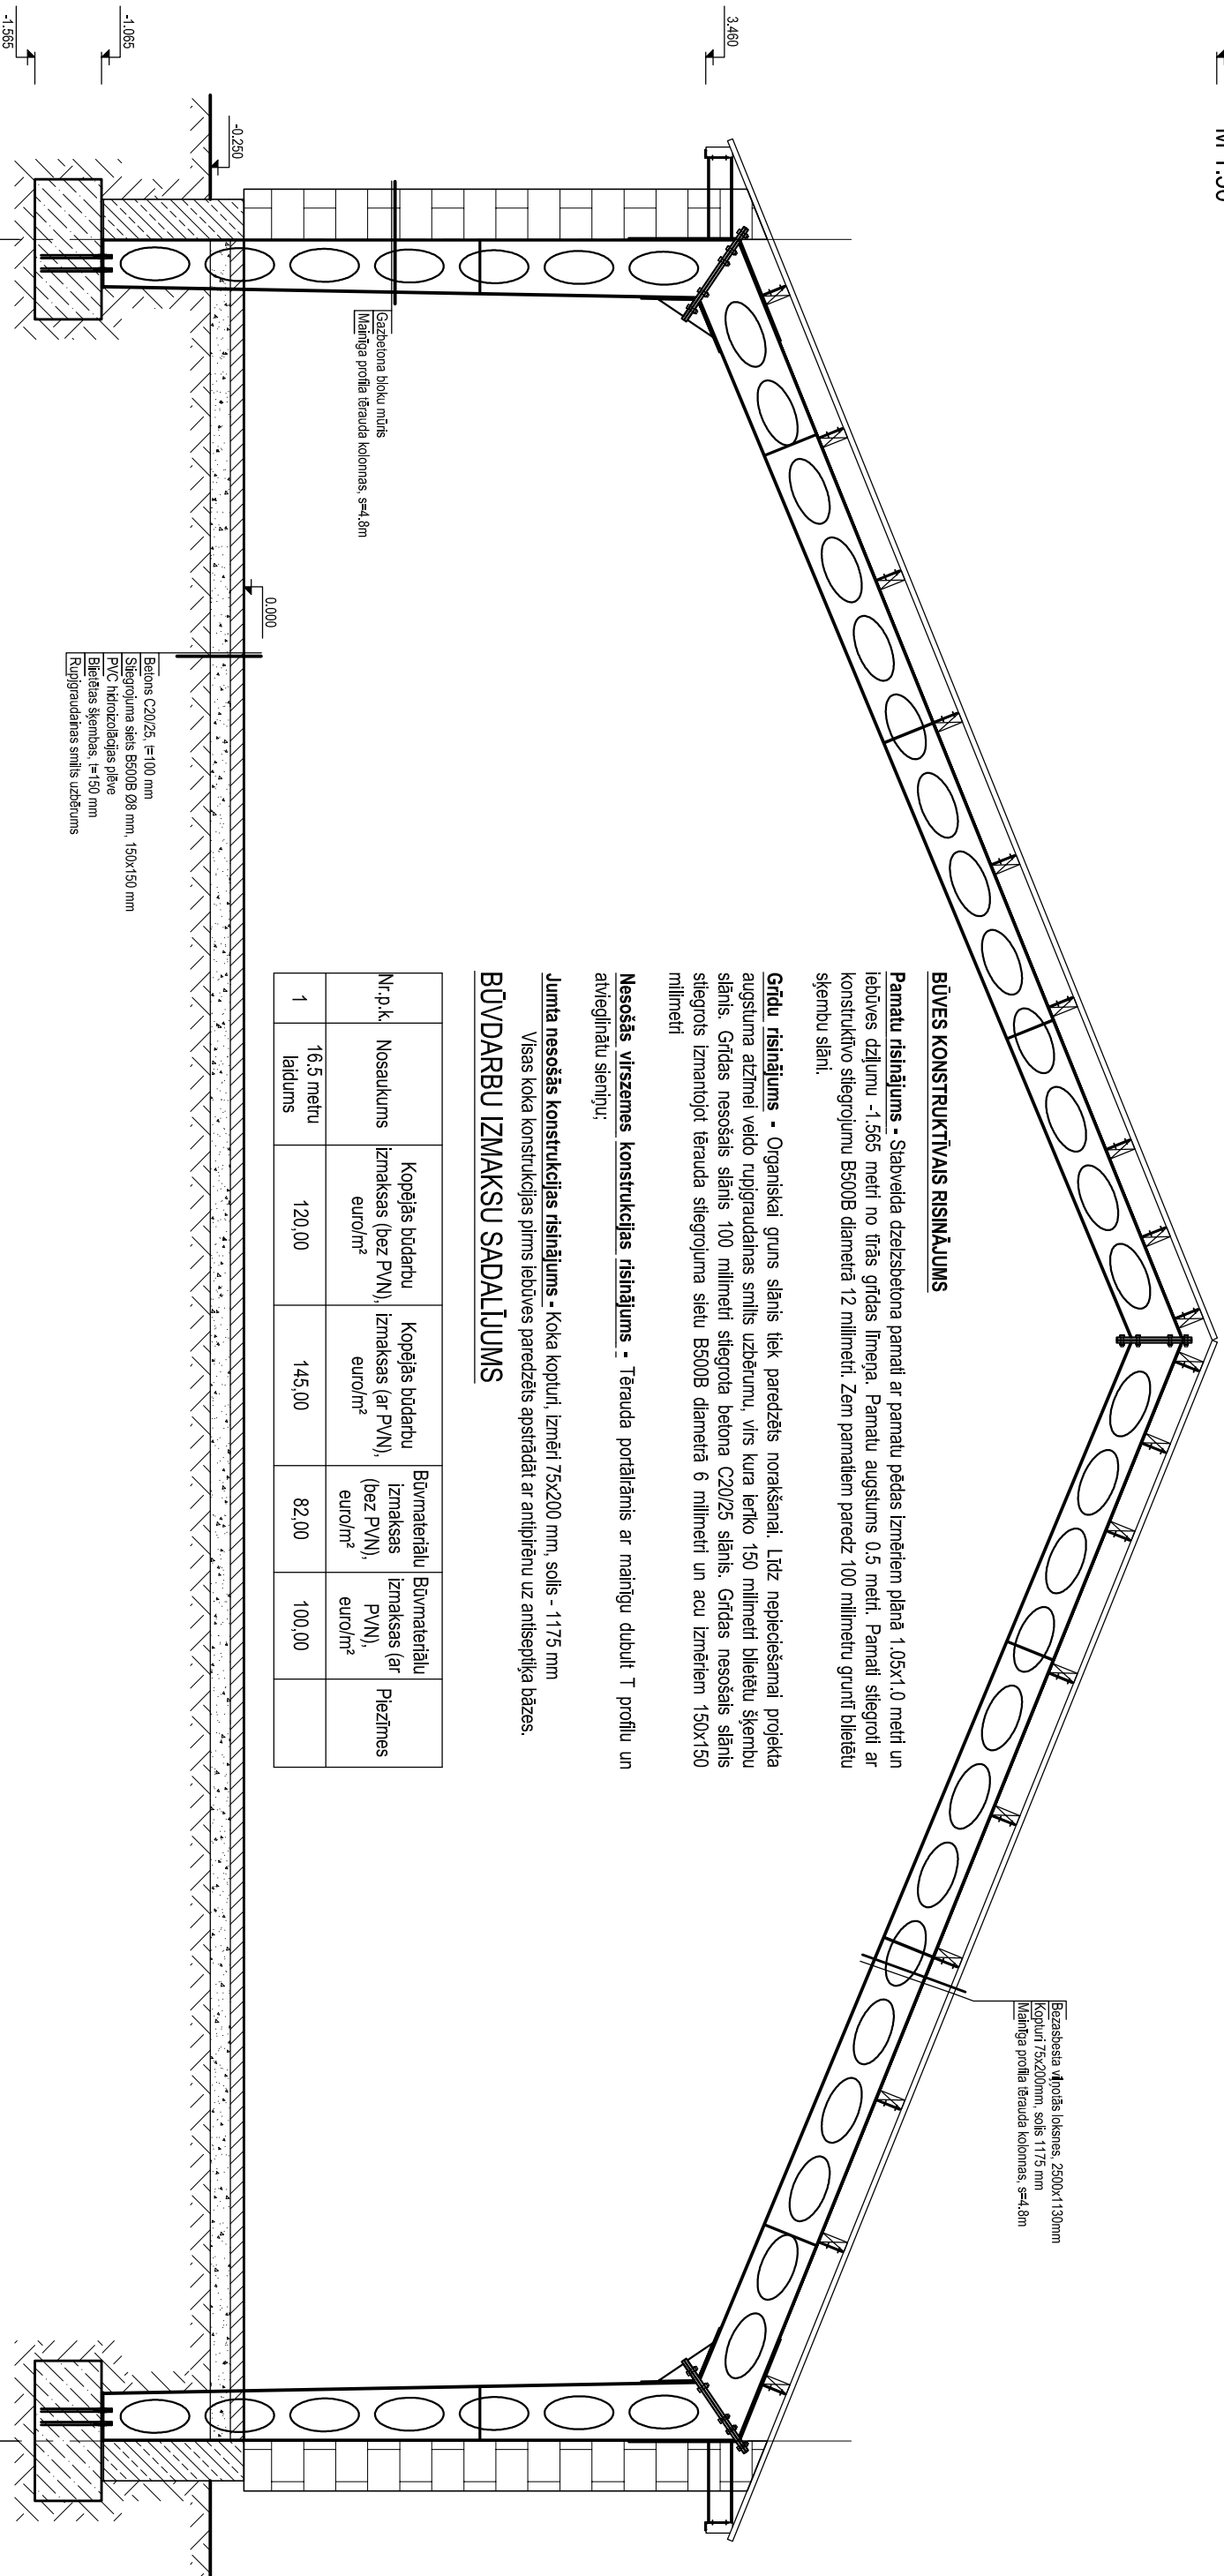 M 1:50
3.460
-0.250
-1.065
-1.565
0.000
Bezasbesta viļņotās loksnes, 2500x1130mm
Kopturi 75x200mm, solis 1175 mm
Mainīga profila tērauda kolonnas, s=4.8m
Gāzbetona bloku mūris
Mainīga profila tērauda kolonnas, s=4.8m
Betons C20/25, t=100 mm
Stiegrojuma siets B500B Ø8 mm, 150x150 mm
PVC hidroizolācijas plēve
Blietētas šķembas, t=150 mm
Rupjgraudainas smilts uzbērums
BŪVES KONSTRUKTĪVAIS RISINĀJUMS
Pamatu risinājums - Stabveida dzelzsbetona pamati ar pamatu pēdas izmēriem plānā 1.05x1.0 metri un
iebūves dziļumu -1.565 metri no tīrās grīdas līmeņa. Pamatu augstums 0.5 metri. Pamati stiegroti ar
konstruktīvo stiegrojumu B500B diametrā 12 milimetri. Zem pamatiem paredz 100 milimetru gruntī blietētu
šķembu slāni.
Grīdu risinājums - Organiskai gruns slānis tiek paredzēts norakšanai. Līdz nepieciešamai projekta
augstuma atzīmei veido rupjgraudainas smilts uzbērumu, virs kura ierīko 150 milimetri blietētu šķembu
slānis. Grīdas nesošais slānis 100 milimetri stiegrota betona C20/25 slānis. Grīdas nesošais slānis
stiegrots izmantojot tērauda stiegrojuma sietu B500B diametrā 6 milimetri un acu izmēriem 150x150
milimetri
Nesošās virszemes konstrukcijas risinājums - Tērauda portālrāmis ar mainīgu dubult T profilu un
atvieglinātu sieniņu;
Jumta nesošās konstrukcijas risinājums - Koka kopturi, izmēri 75x200 mm, solis - 1175 mm
Visas koka konstrukcijas pirms iebūves paredzēts apstrādāt ar antipirēnu uz antiseptiķa bāzes.
BŪVDARBU IZMAKSU SADALĪJUMS
Nr.p.k.
Nosaukums
Kopējās būdarbu
izmaksas (bez PVN),
euro/m²
Kopējās būdarbu
izmaksas (ar PVN),
euro/m²
Būvmateriālu
izmaksas
(bez PVN),
euro/m²
Būvmateriālu
izmaksas (ar
PVN),
euro/m²
Piezīmes
1
16.5 metru
laidums
120,00
145,00
82,00
100,00